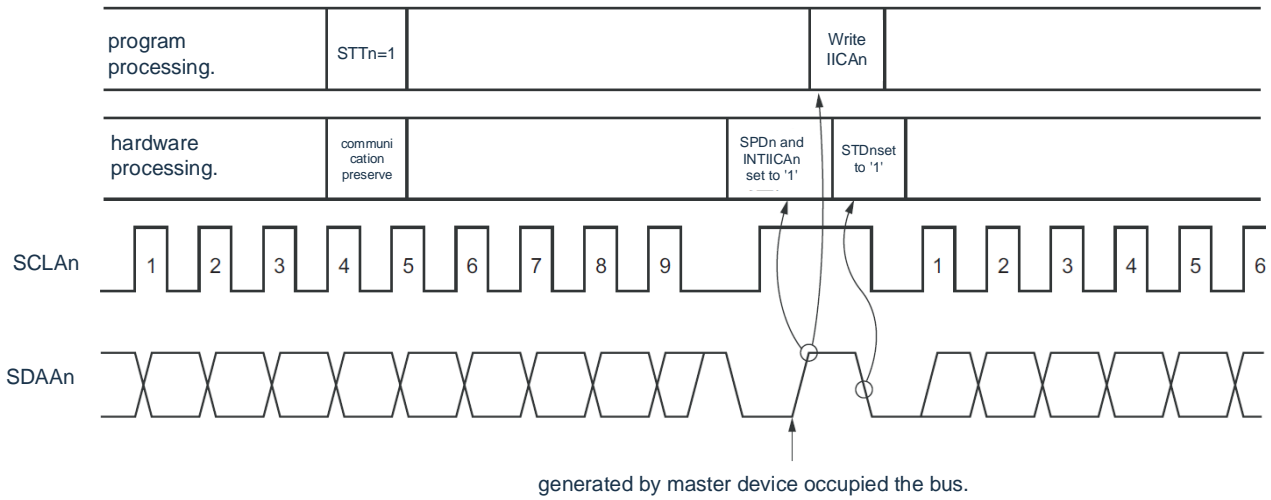 program
processing.
STTn=1
Write
IICAn
hardware
processing.
communi
cation
preserve
SPDn and
INTIICAn
set to '1'
STDnset
to '1'
SCLAn
1 2 3 4 5 6 7 8 9 1 2 3 4 5 6
SDAAn
generated by master device occupied the bus.